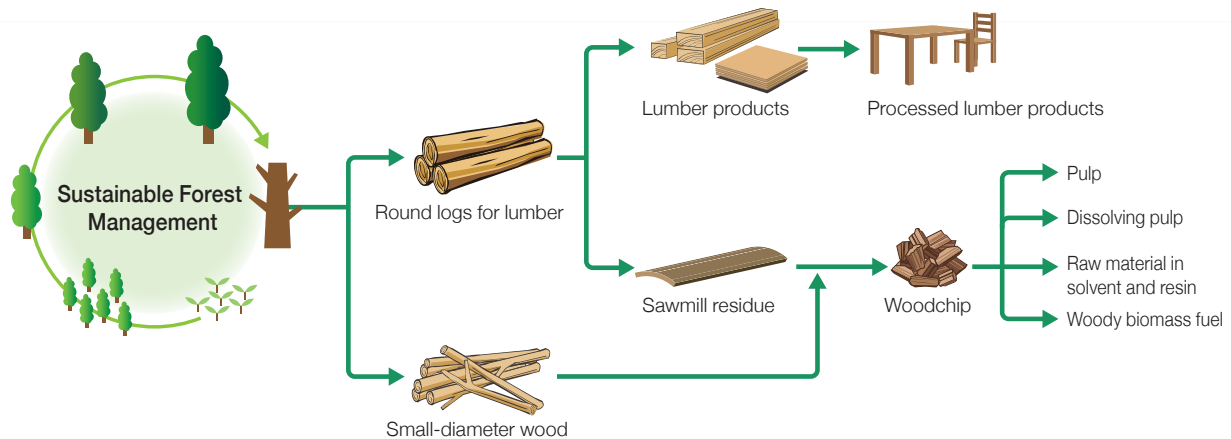 Sustainable Forest
Management
Round logs for lumber
Small-diameter wood
Lumber products
Processed lumber products
Sawmill residue
Woodchip
Pulp
Dissolving pulp
Raw material in
solvent and resin
Woody biomass fuel